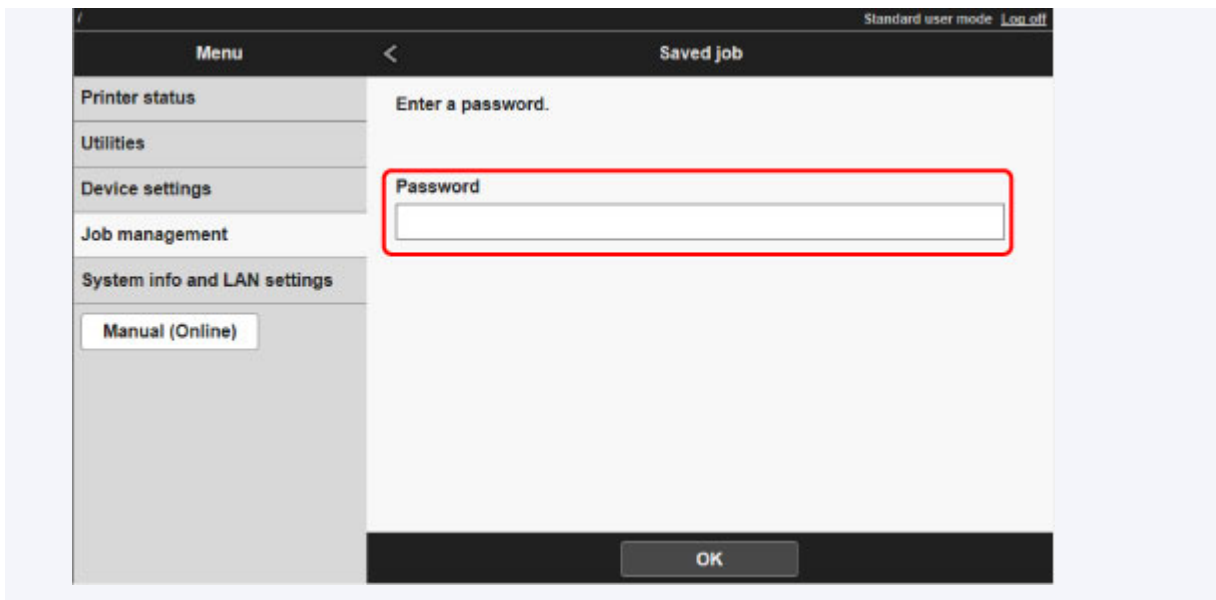 /
Standard user mode Log off
Menu
<
Saved job
Printer status
Utilities
Device settings
Job management
System info and LAN settings
Manual (Online)
Enter a password.
Password
OK